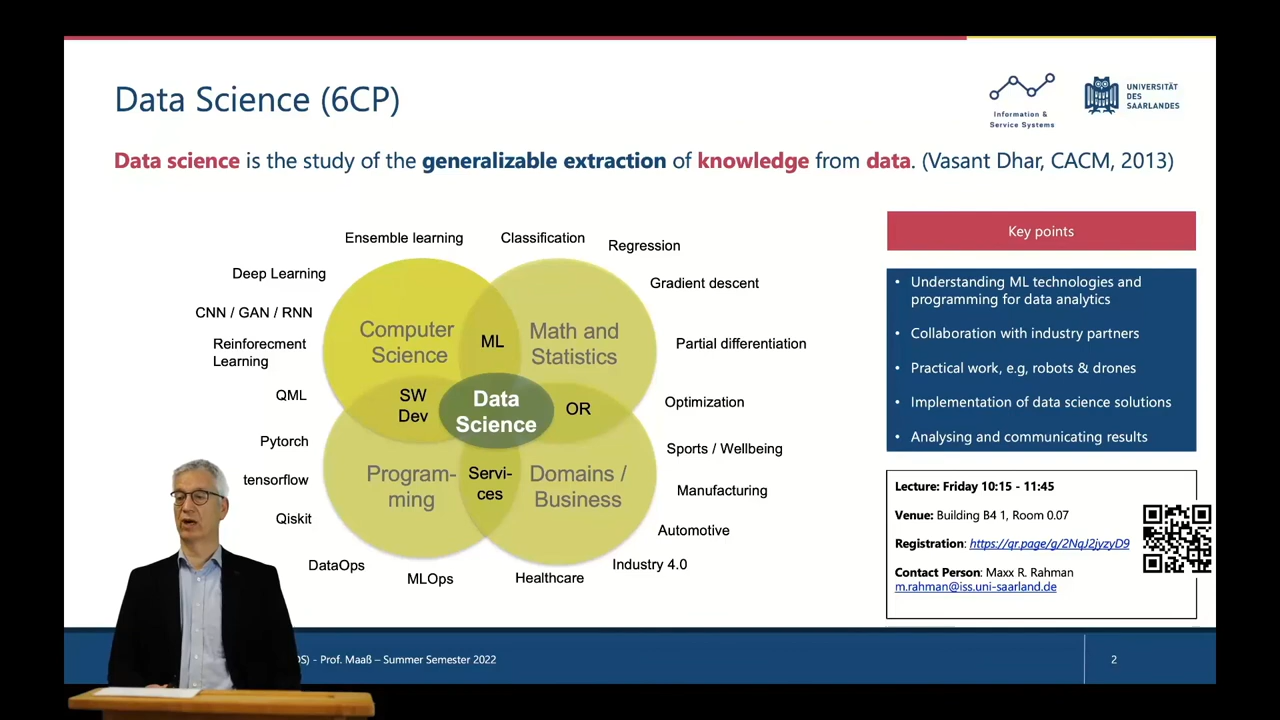 Data Science (6CP)
Information &
Service Systems
UNIVERSITÄT
DES
SAARLANDES
Data science is the study of the generalizable extraction of knowledge from data. (Vasant Dhar, CACM, 2013)
Ensemble learning
Classification
Regression
Deep Learning
Gradient descent
CNN / GAN / RNN
Reinforecment
Learning
Partial differentiation
QML
Optimization
Pytorch
Sports / Wellbeing
tensorflow
Manufacturing
Qiskit
Automotive
DataOps
MLOps
Healthcare
Industry 4.0
Computer
Science
ML
Math and
Statistics
SW
Dev
Data
Science
OR
Program-
ming
Servi-
ces
Domains /
Business
Key points
• Understanding ML technologies and
programming for data analytics
• Collaboration with industry partners
• Practical work, e.g, robots & drones
• Implementation of data science solutions
• Analysing and communicating results
Lecture: Friday 10:15 - 11:45
Venue: Building B4 1, Room 0.07
Registration: https://qr.page/g/2NqJ2jyzyD9
Contact Person: Maxx R. Rahman
m.rahman@iss.uni-saarland.de
DS) - Prof. Maaß – Summer Semester 2022
2